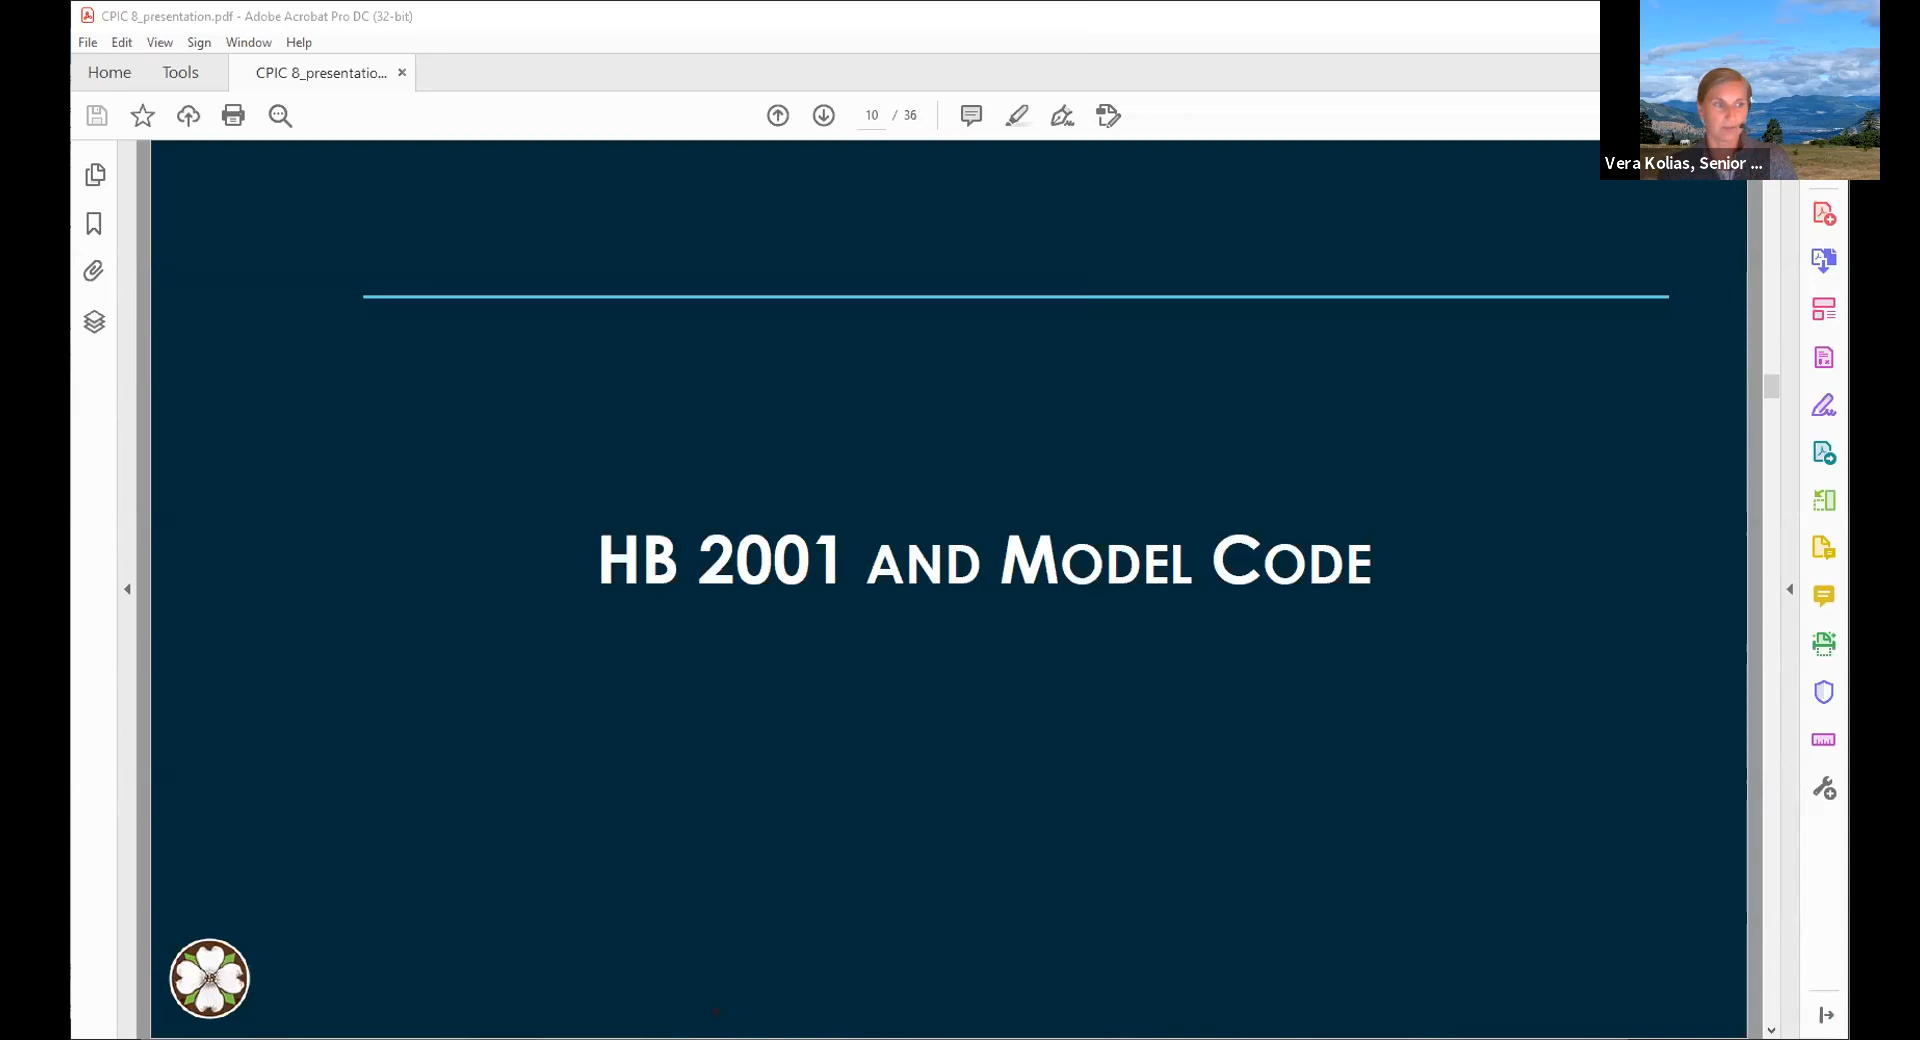 CPIC 8_presentation.pdf - Adobe Acrobat Pro DC (32-bit)
File Edit View Sign Window Help
Home Tools CPIC 8_presentatio... ×
10 / 36
Vera Kolias, Senior ...
HB 2001 AND MODEL CODE